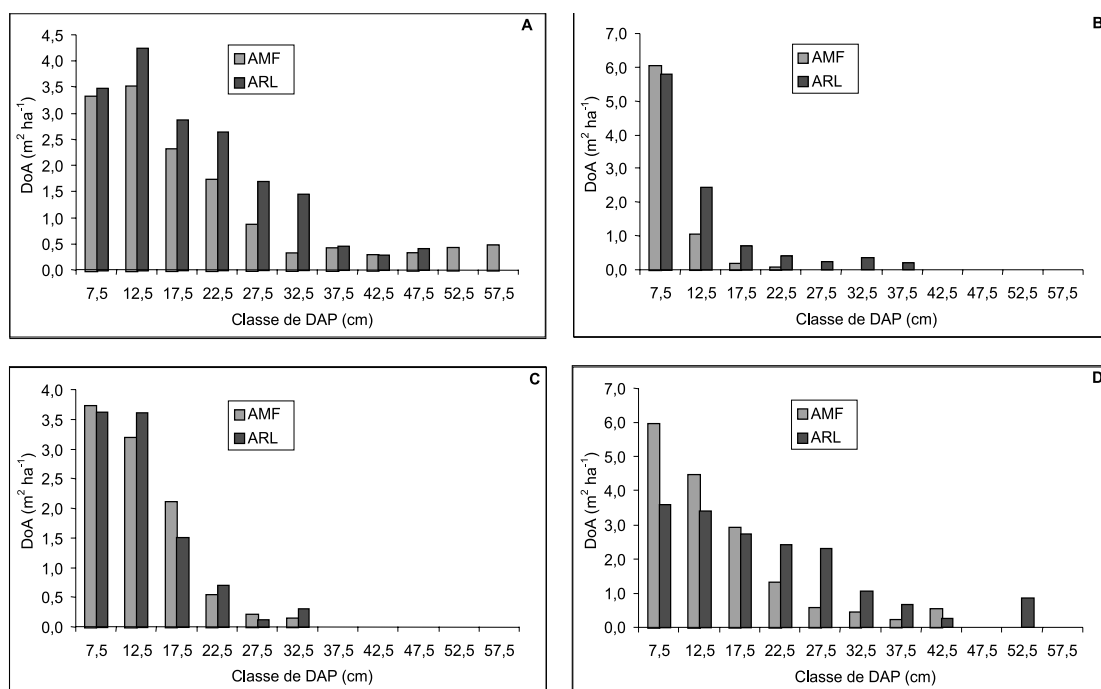 A
4,5
4,0
3,5
3,0
2,5
2,0
1,5
1,0
0,5
0,0
DoA (m² ha⁻¹)
AMF
ARL
7,5 12,5 17,5 22,5 27,5 32,5 37,5 42,5 47,5 52,5 57,5
Classe de DAP (cm)
B
7,0
6,0
5,0
4,0
3,0
2,0
1,0
0,0
DoA (m² ha⁻¹)
AMF
ARL
7,5 12,5 17,5 22,5 27,5 32,5 37,5 42,5 47,5 52,5 57,5
Classe de DAP (cm)
C
4,0
3,5
3,0
2,5
2,0
1,5
1,0
0,5
0,0
DoA (m² ha⁻¹)
AMF
ARL
7,5 12,5 17,5 22,5 27,5 32,5 37,5 42,5 47,5 52,5 57,5
Classe de DAP (cm)
D
7,0
6,0
5,0
4,0
3,0
2,0
1,0
0,0
DoA (m² ha⁻¹)
AMF
ARL
7,5 12,5 17,5 22,5 27,5 32,5 37,5 42,5 47,5 52,5 57,5
Classe de DAP (cm)